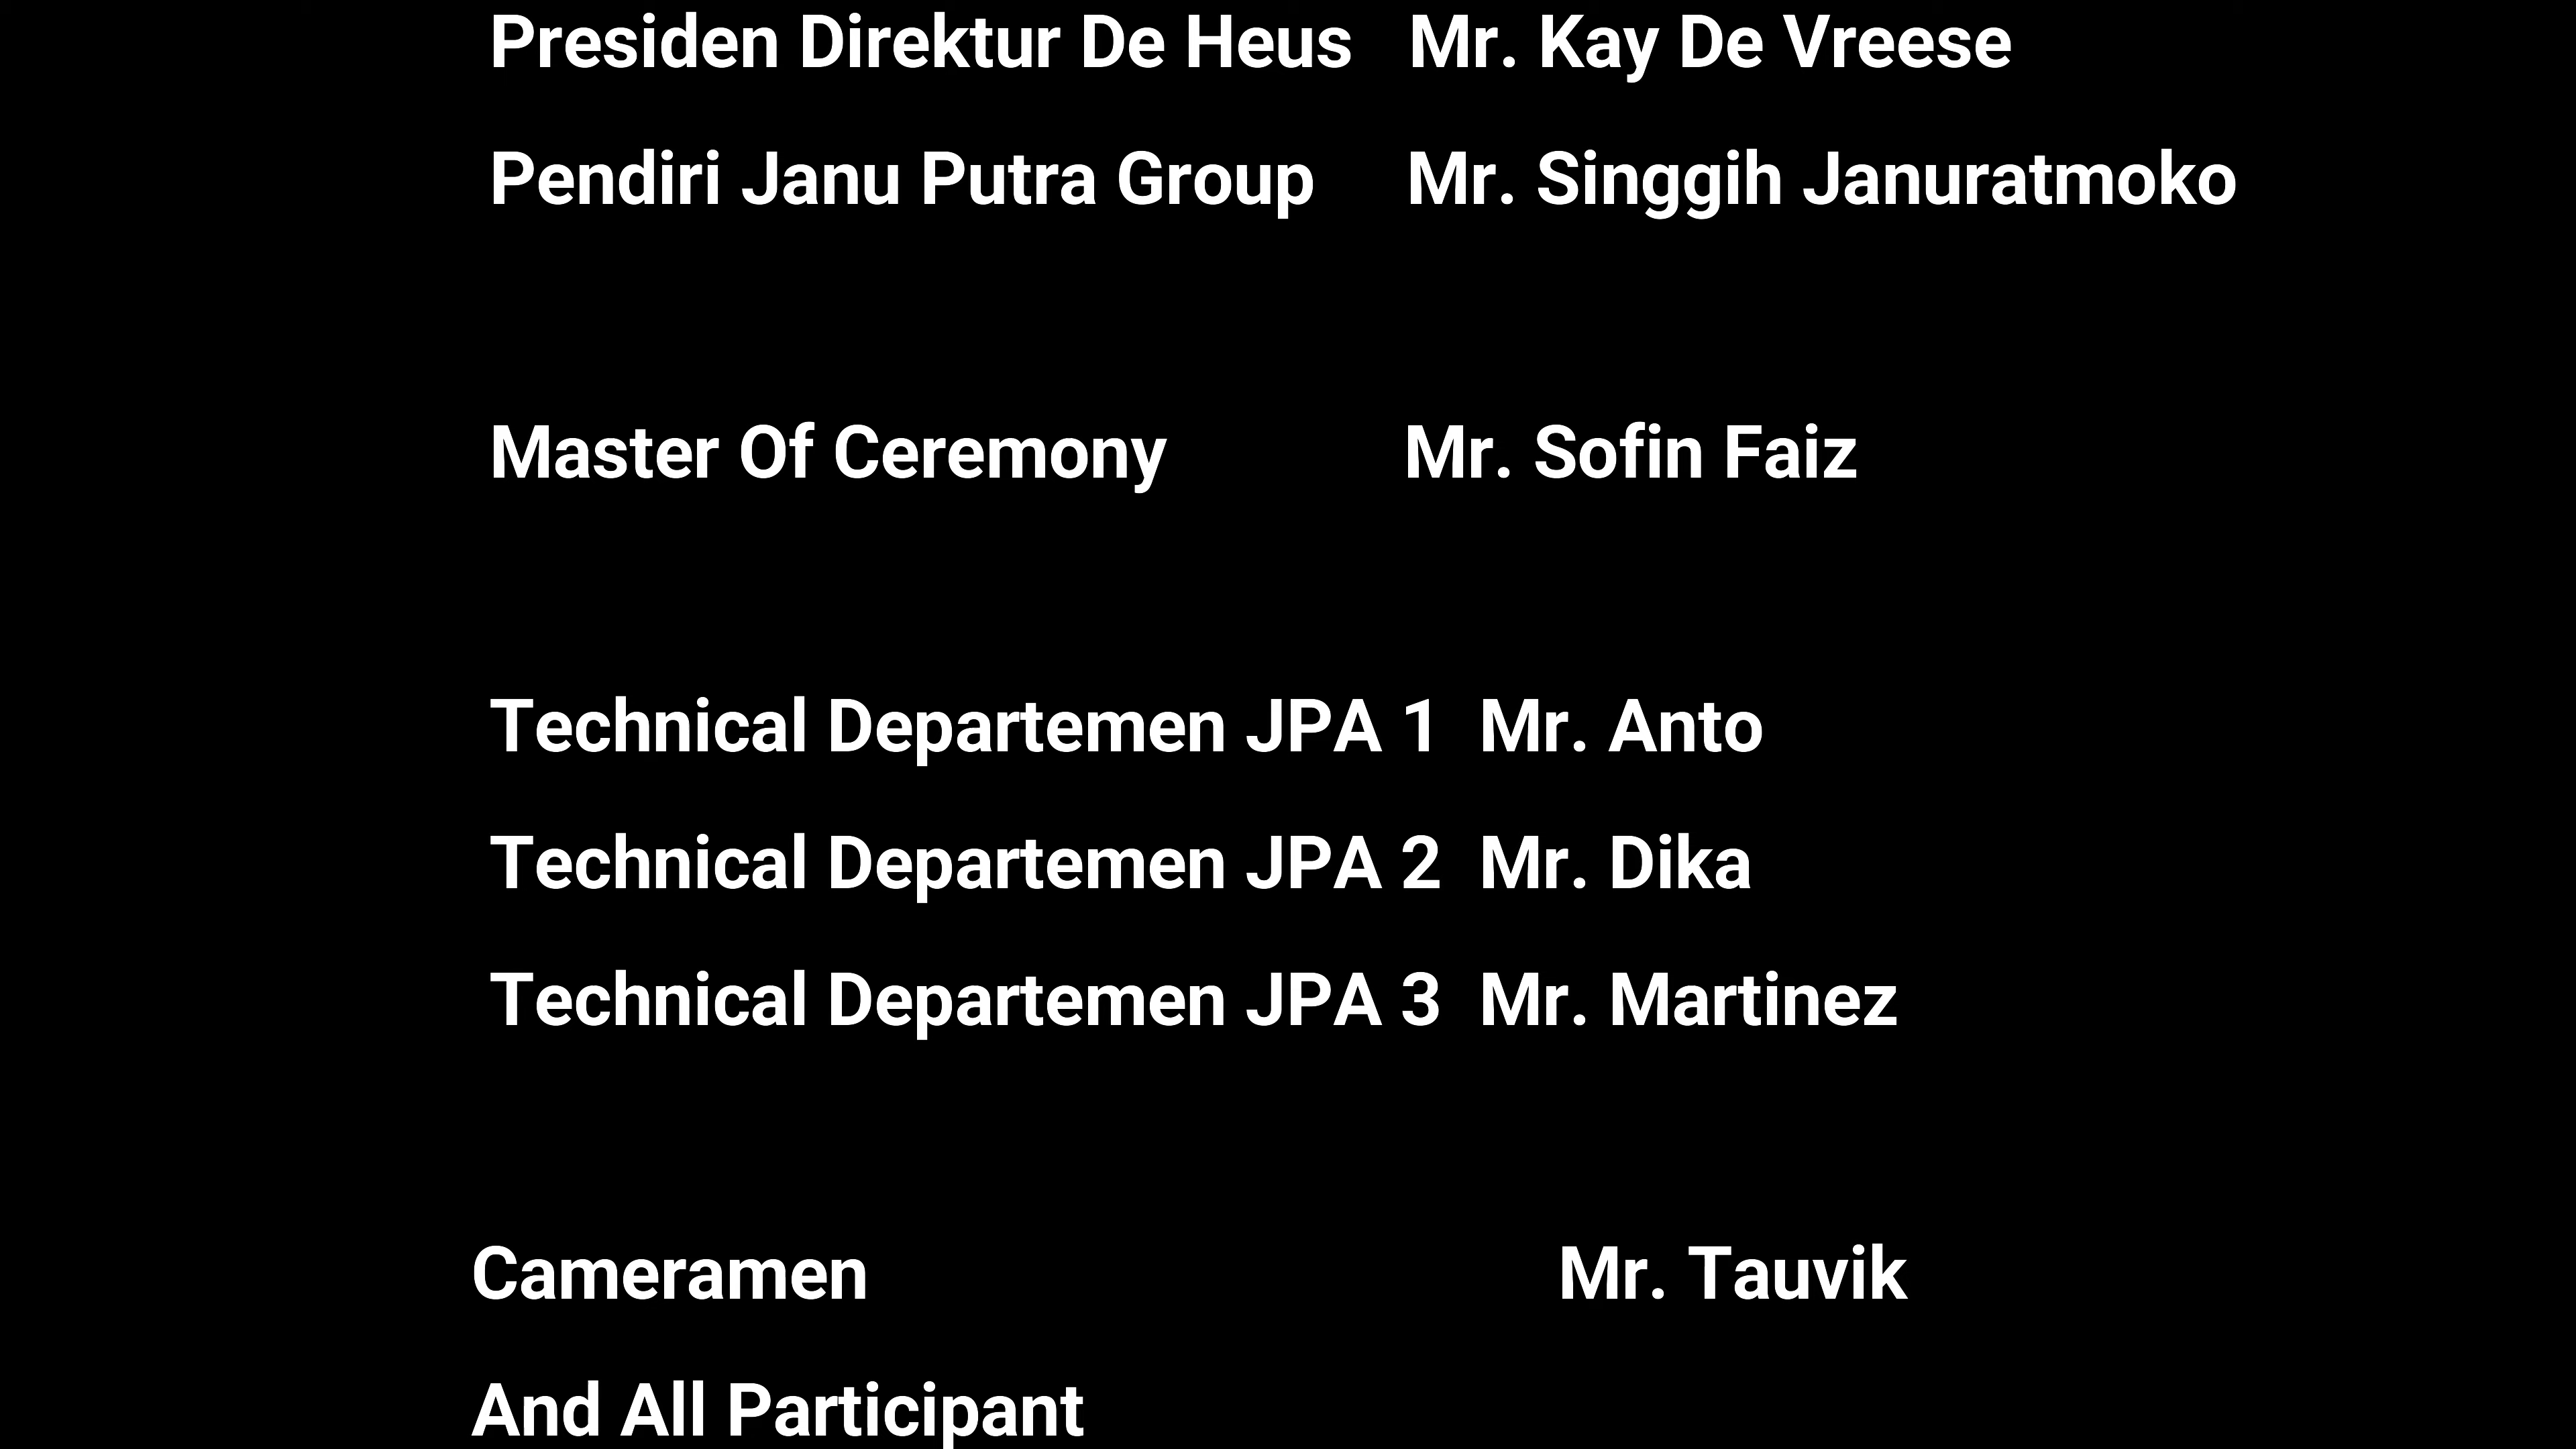 Presiden Direktur De Heus Mr. Kay De Vreese
Pendiri Janu Putra Group Mr. Singgih Januratmoko
Master Of Ceremony Mr. Sofin Faiz
Technical Departemen JPA 1 Mr. Anto
Technical Departemen JPA 2 Mr. Dika
Technical Departemen JPA 3 Mr. Martinez
Cameramen Mr. Tauvik
And All Participant